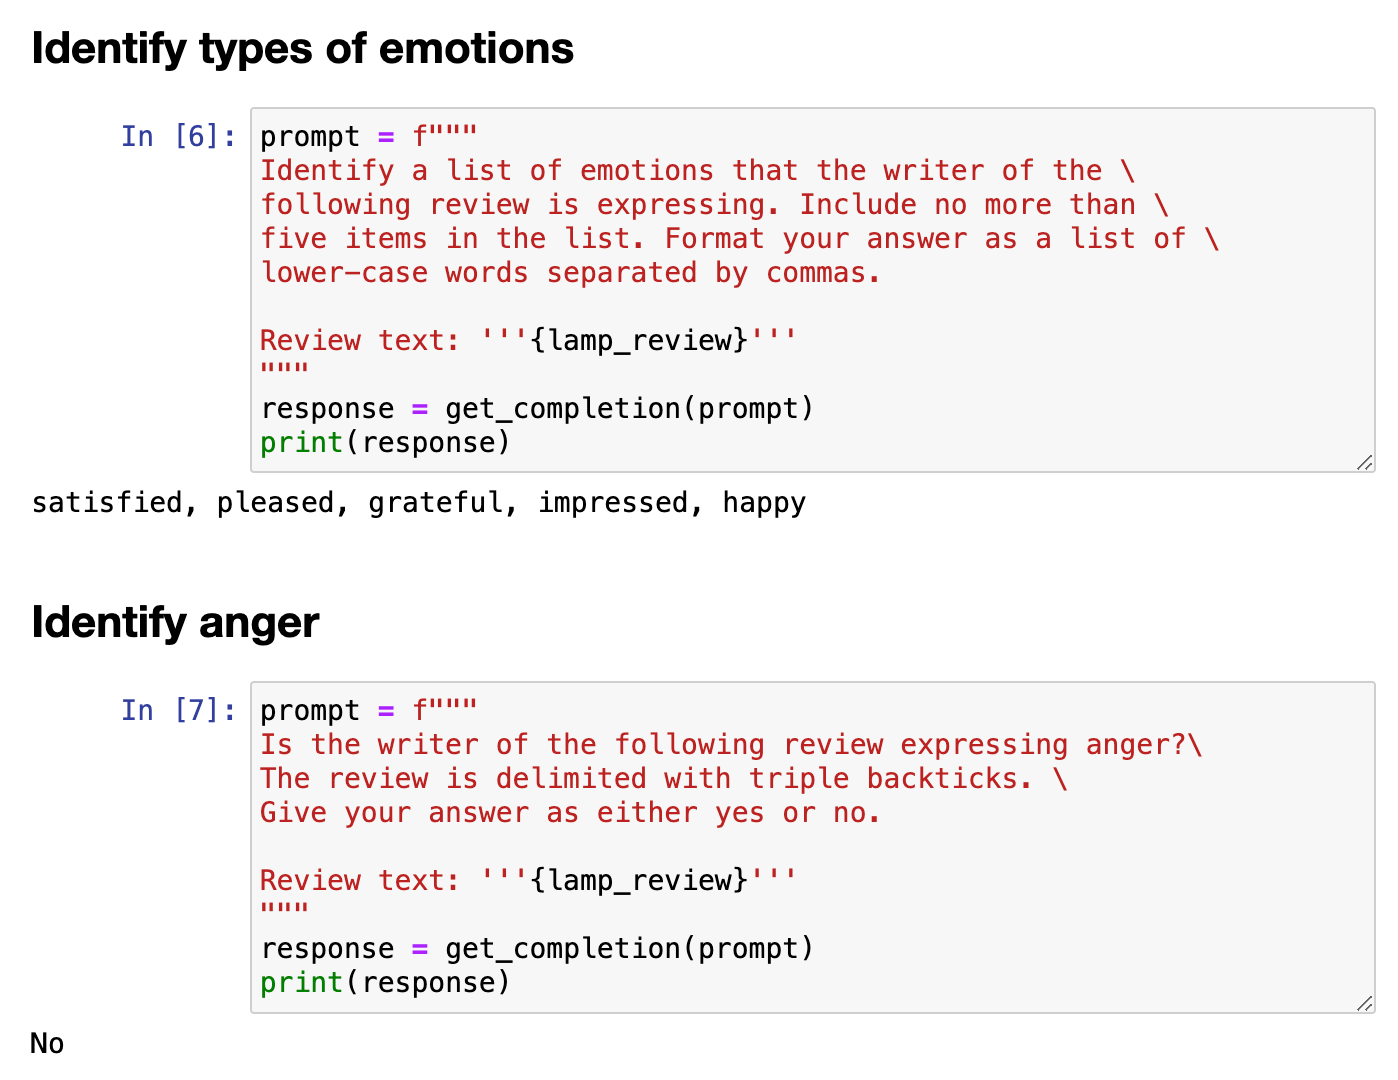 Identify types of emotions
In [6]: prompt = f"""
Identify a list of emotions that the writer of the \
following review is expressing. Include no more than \
five items in the list. Format your answer as a list of \
lower-case words separated by commas.
Review text: '''{lamp_review}'''
"""
response = get_completion(prompt)
print(response)
satisfied, pleased, grateful, impressed, happy
Identify anger
In [7]: prompt = f"""
Is the writer of the following review expressing anger?\
The review is delimited with triple backticks. \
Give your answer as either yes or no.
Review text: '''{lamp_review}'''
"""
response = get_completion(prompt)
print(response)
No